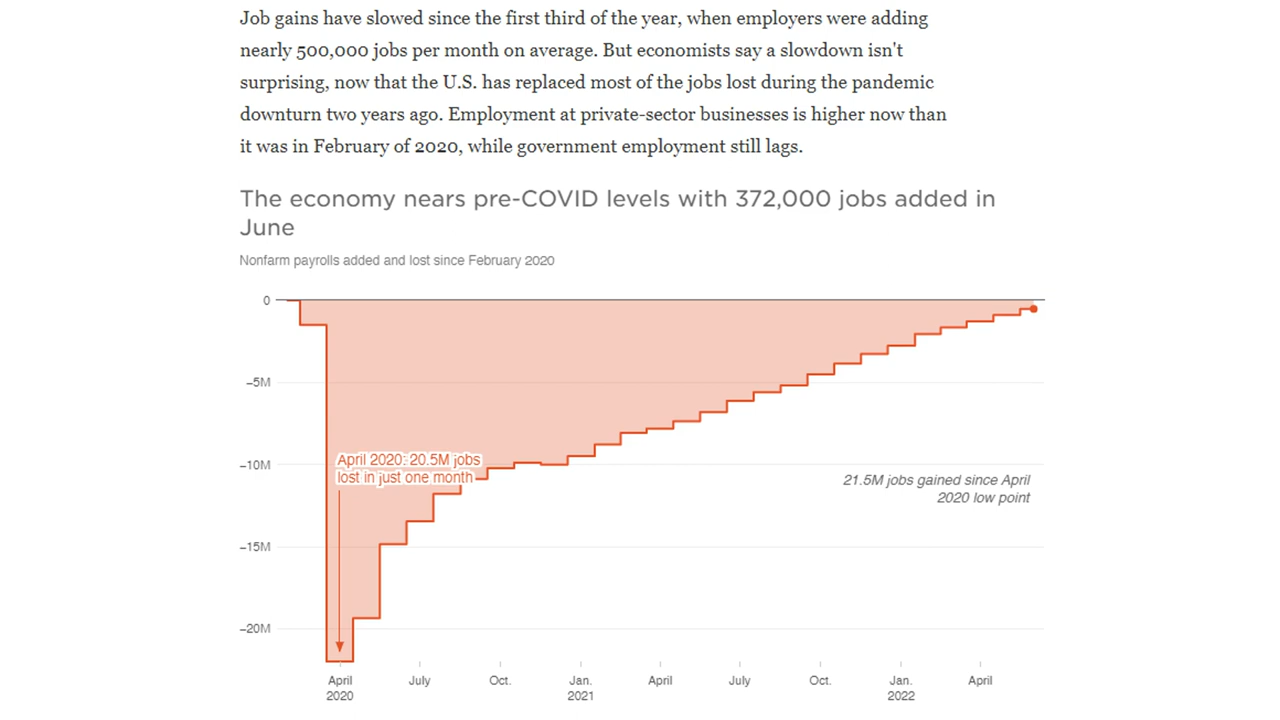 Job gains have slowed since the first third of the year, when employers were adding
nearly 500,000 jobs per month on average. But economists say a slowdown isn't
surprising, now that the U.S. has replaced most of the jobs lost during the pandemic
downturn two years ago. Employment at private-sector businesses is higher now than
it was in February of 2020, while government employment still lags.
The economy nears pre-COVID levels with 372,000 jobs added in
June
Nonfarm payrolls added and lost since February 2020
0
−5M
−10M
−15M
−20M
April 2020: 20.5M jobs
lost in just one month
21.5M jobs gained since April
2020 low point
April July Oct. Jan. April July Oct. Jan. April
2020 2021 2022